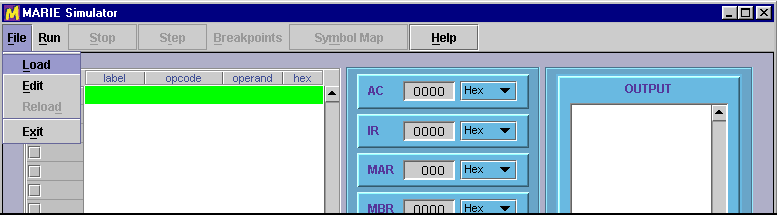 M MARIE Simulator
File Run Stop Step Breakpoints Symbol Map Help
Load
Edit
Reload
Exit
label opcode operand hex
AC 0000 Hex
IR 0000 Hex
MAR 000 Hex
MBR 0000 Hex
OUTPUT